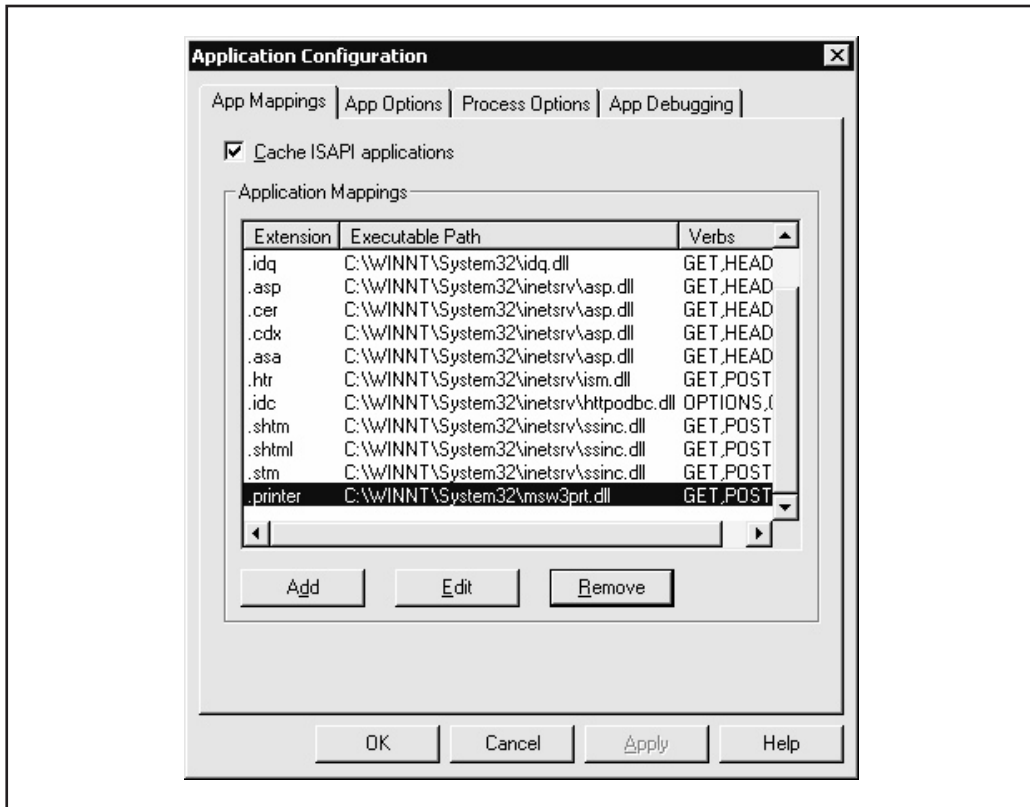 Application Configuration
App Mappings App Options Process Options App Debugging
Cache ISAPI applications
Application Mappings
Extension Executable Path Verbs
.idq C:\WINNT\System32\idq.dll GET,HEAD
.asp C:\WINNT\System32\inetsrv\asp.dll GET,HEAD
.cer C:\WINNT\System32\inetsrv\asp.dll GET,HEAD
.cdx C:\WINNT\System32\inetsrv\asp.dll GET,HEAD
.asa C:\WINNT\System32\inetsrv\asp.dll GET,HEAD
.htr C:\WINNT\System32\inetsrv\ism.dll GET,POST
.idc C:\WINNT\System32\inetsrv\httpodbc.dll OPTIONS,
.shtm C:\WINNT\System32\inetsrv\ssinc.dll GET,POST
.shtml C:\WINNT\System32\inetsrv\ssinc.dll GET,POST
.stm C:\WINNT\System32\inetsrv\ssinc.dll GET,POST
.printer C:\WINNT\System32\msw3prt.dll GET,POST
Add Edit Remove
OK Cancel Apply Help